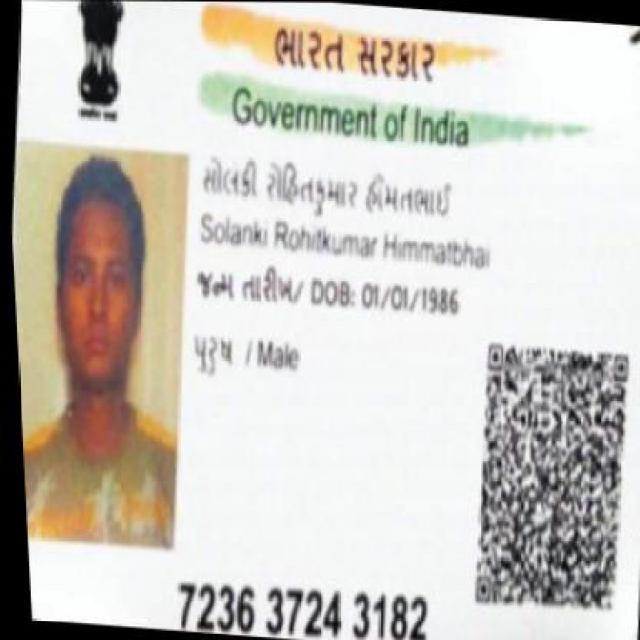 ભારત સરકાર
Government of India
સોલંકી રોહિતકુમાર હીંમતભાઈ
Solanki Rohitkumar Himmatbhai
જન્મ તારીખ/ DOB: 01/01/1986
પુરુષ / Male
7236 3724 3182